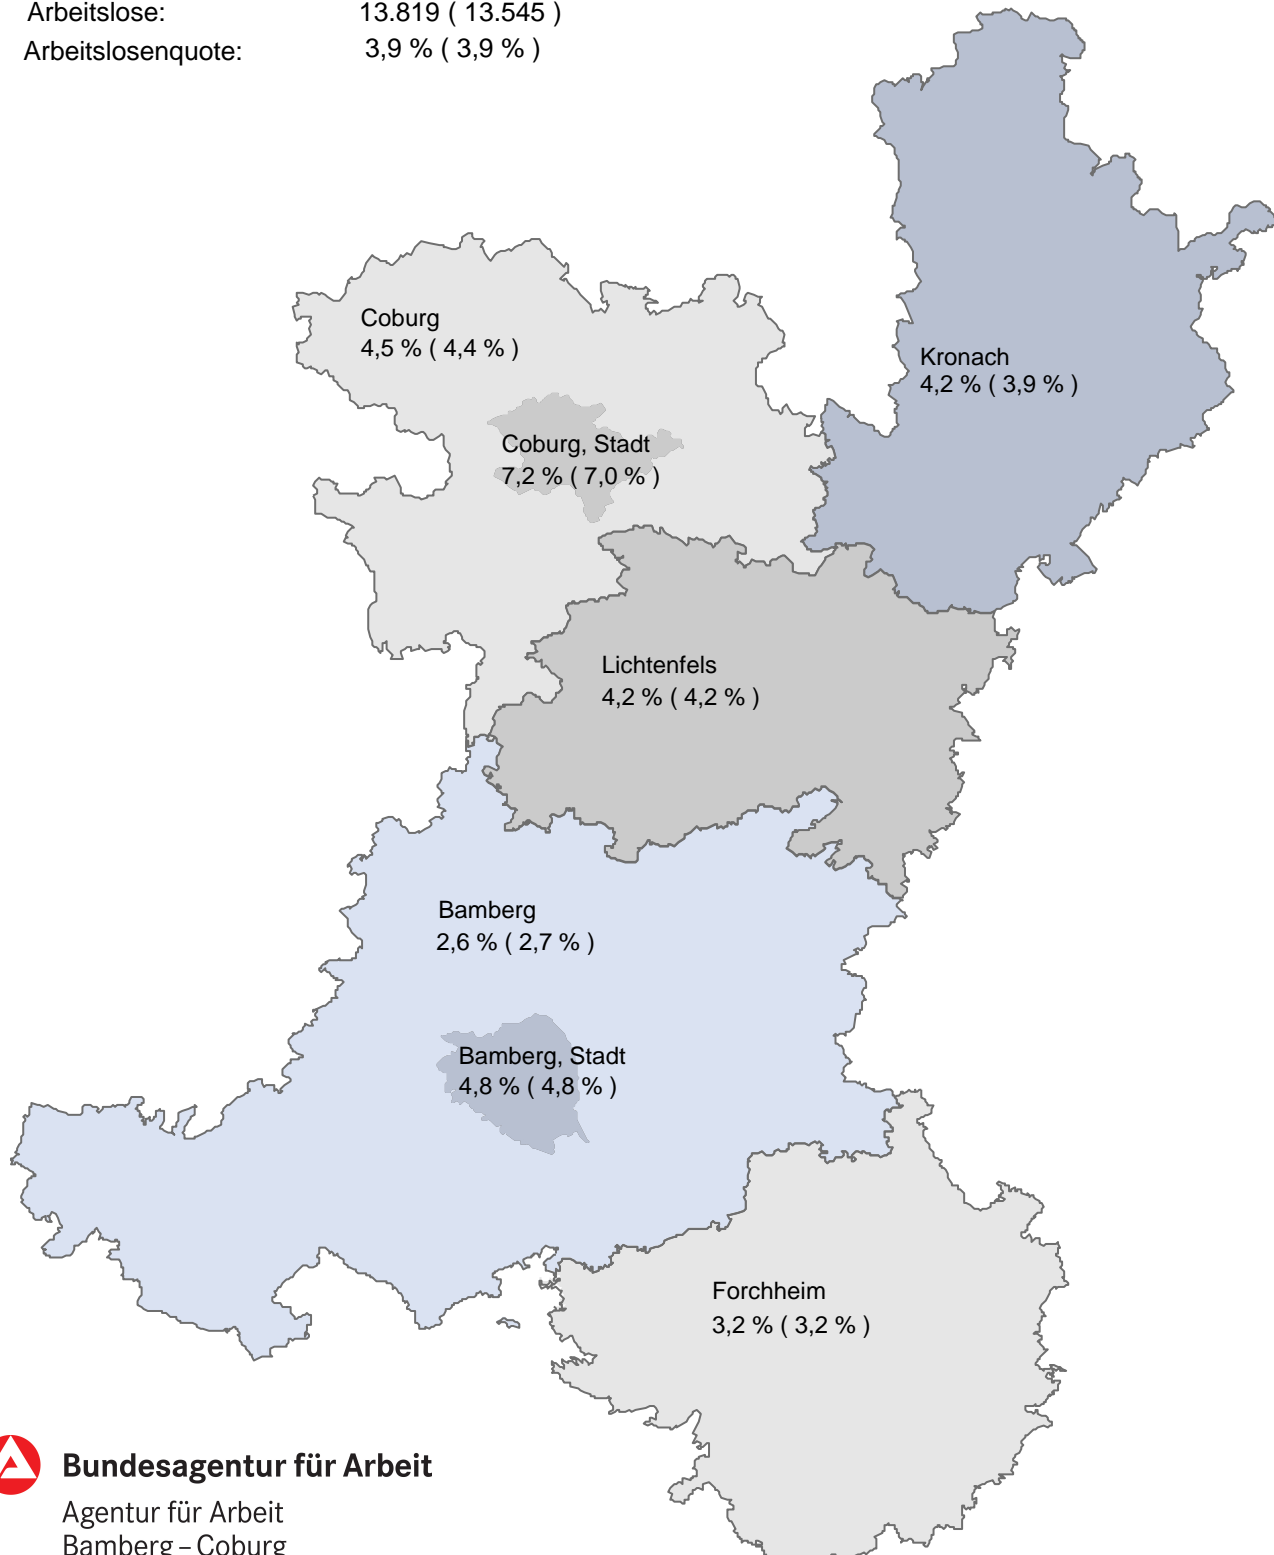 Arbeitslose: 13.819 ( 13.545 )
Arbeitslosenquote: 3,9 % ( 3,9 % )
Coburg
4,5 % ( 4,4 % )
Kronach
4,2 % ( 3,9 % )
Coburg, Stadt
7,2 % ( 7,0 % )
Lichtenfels
4,2 % ( 4,2 % )
Bamberg
2,6 % ( 2,7 % )
Bamberg, Stadt
4,8 % ( 4,8 % )
Forchheim
3,2 % ( 3,2 % )
Bundesagentur für Arbeit
Agentur für Arbeit
Bamberg – Coburg